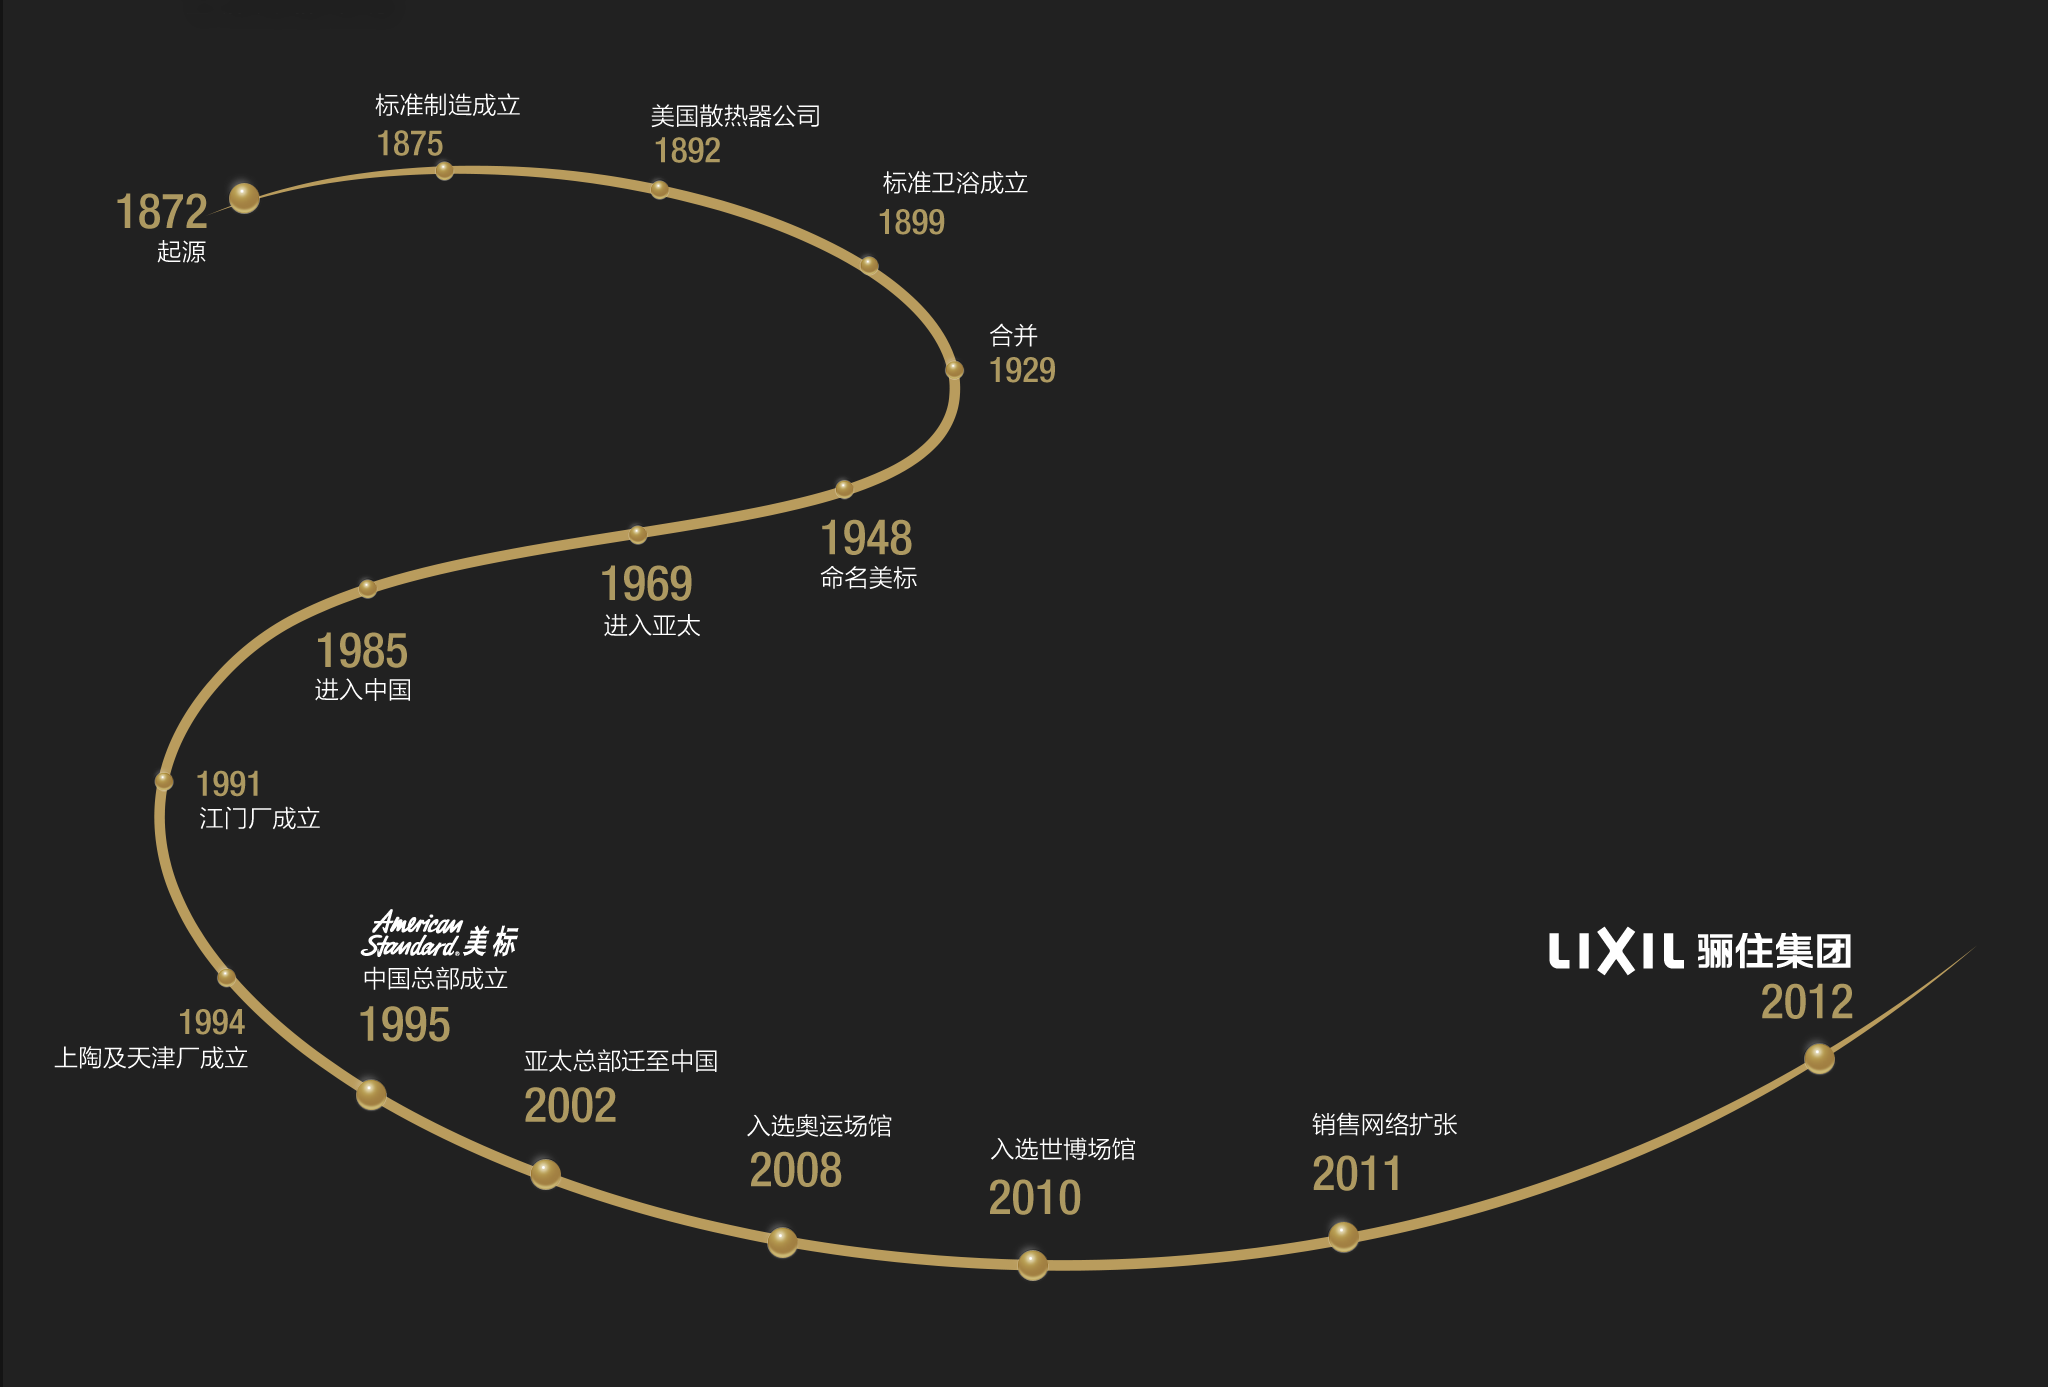 1872
起源
标准制造成立
1875
美国散热器公司
1892
标准卫浴成立
1899
合并
1929
1948
命名美标
1969
进入亚太
1985
进入中国
1991
江门厂成立
1994
上陶及天津厂成立
American
Standard® 美标
中国总部成立
1995
亚太总部迁至中国
2002
入选奥运场馆
2008
入选世博场馆
2010
销售网络扩张
2011
LIXIL 骊住集团
2012